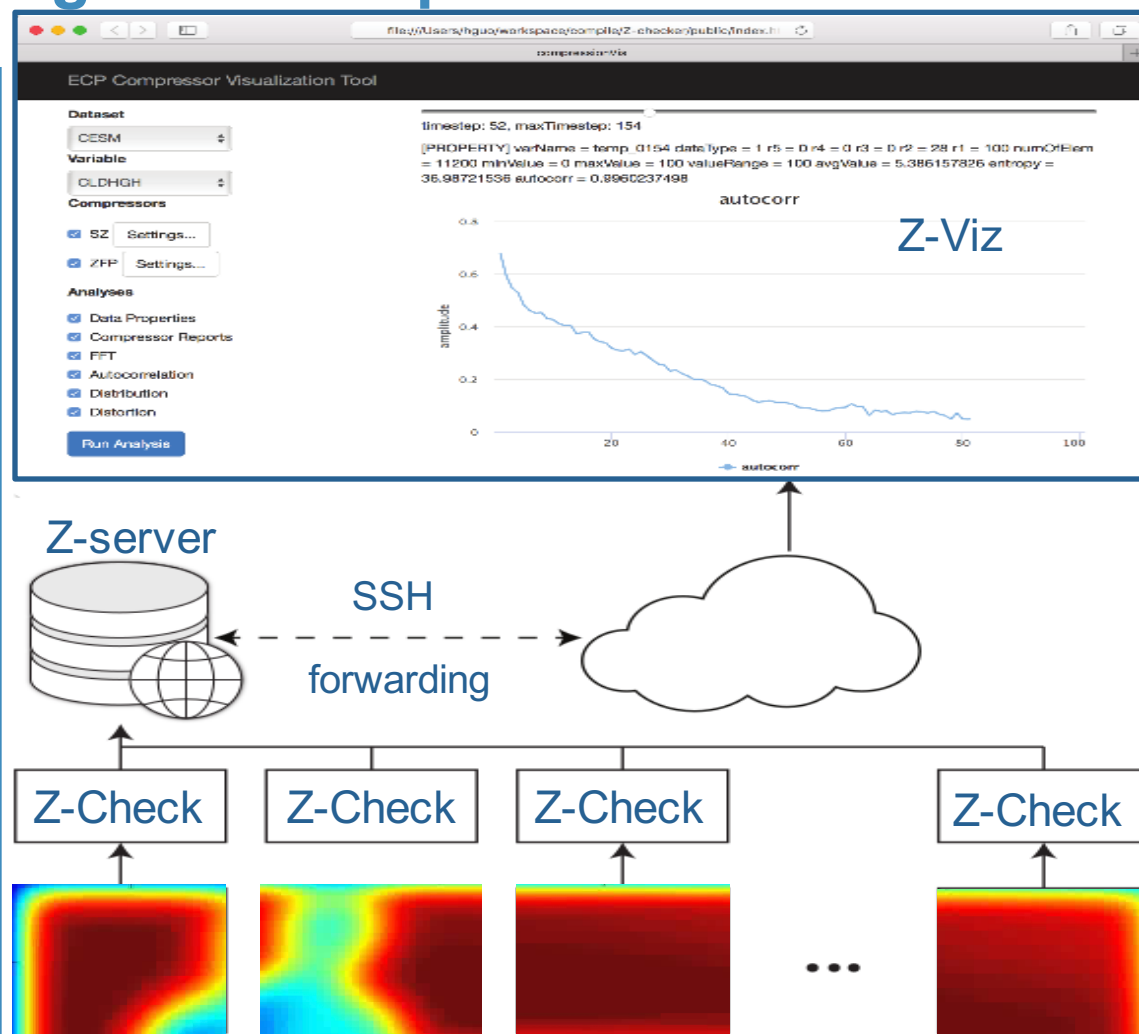 file:///Users/hguo/workspace/compile/Z-checker/public/index.h
compressionVis
ECP Compressor Visualization Tool
Dataset
CESM
Variable
CLDHGH
Compressors
SZ Settings...
ZFP Settings...
Analyses
Data Properties
Compressor Reports
FFT
Autocorrelation
Distribution
Distortion
Run Analysis
timestep: 52, maxTimestep: 154
[PROPERTY] varName = temp_0154 dataType = 1 r5 = 0 r4 = 0 r3 = 0 r2 = 28 r1 = 100 numOfElem
= 11200 minValue = 0 maxValue = 100 valueRange = 100 avgValue = 5.386157826 entropy =
36.98721536 autocorr = 0.9960237498
autocorr
Z-Viz
amplitude
0.8
0.6
0.4
0.2
0
20 40 60 80 100
autocorr
Z-server
SSH
forwarding
Z-Check Z-Check Z-Check Z-Check
...